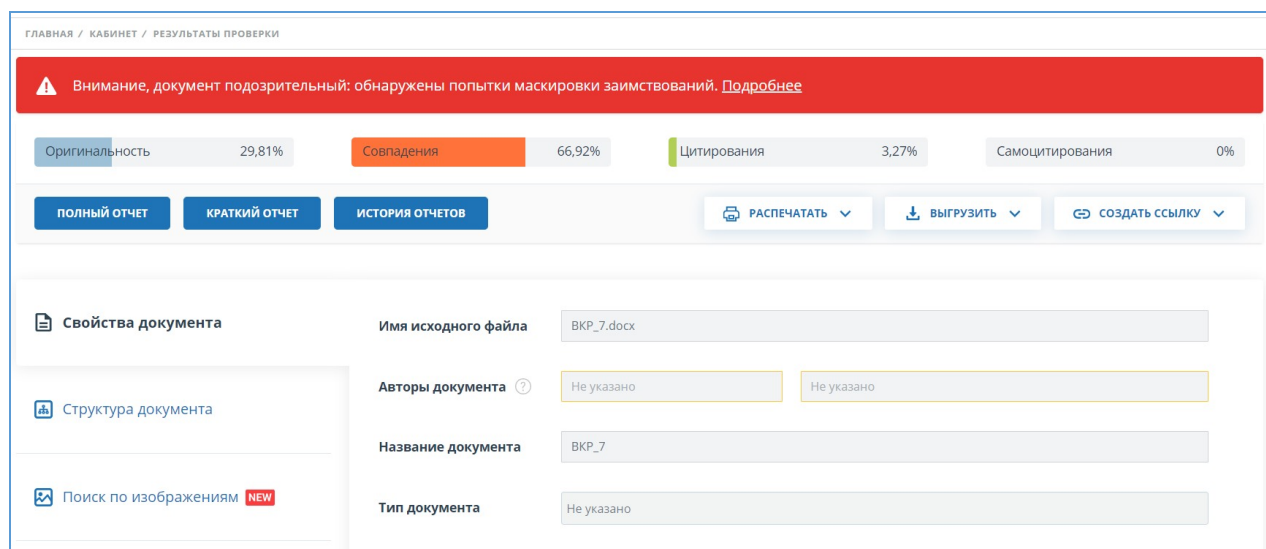 ГЛАВНАЯ / КАБИНЕТ / РЕЗУЛЬТАТЫ ПРОВЕРКИ
Внимание, документ подозрительный: обнаружены попытки маскировки заимствований. Подробнее
Оригинальность 29,81% Совпадения 66,92% Цитирования 3,27% Самоцитирования 0%
ПОЛНЫЙ ОТЧЕТ КРАТКИЙ ОТЧЕТ ИСТОРИЯ ОТЧЕТОВ РАСПЕЧАТАТЬ ВЫГРУЗИТЬ СОЗДАТЬ ССЫЛКУ
Свойства документа
Имя исходного файла ВКР_7.docx
Авторы документа ? Не указано Не указано
Структура документа
Название документа ВКР_7
Поиск по изображениям NEW
Тип документа Не указано